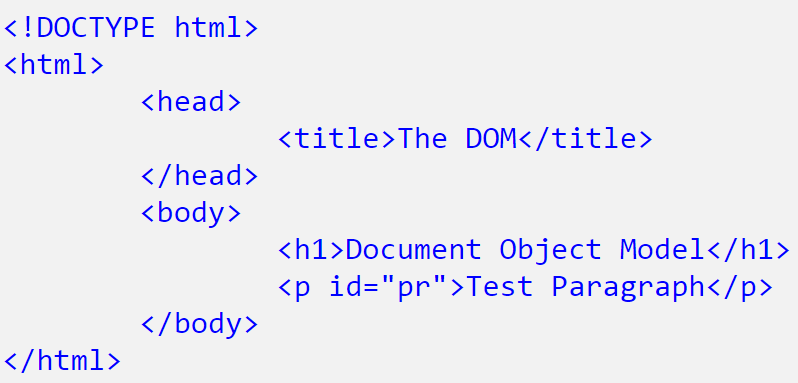 <!DOCTYPE html>
<html>
<head>
<title>The DOM</title>
</head>
<body>
<h1>Document Object Model</h1>
<p id="pr">Test Paragraph</p>
</body>
</html>